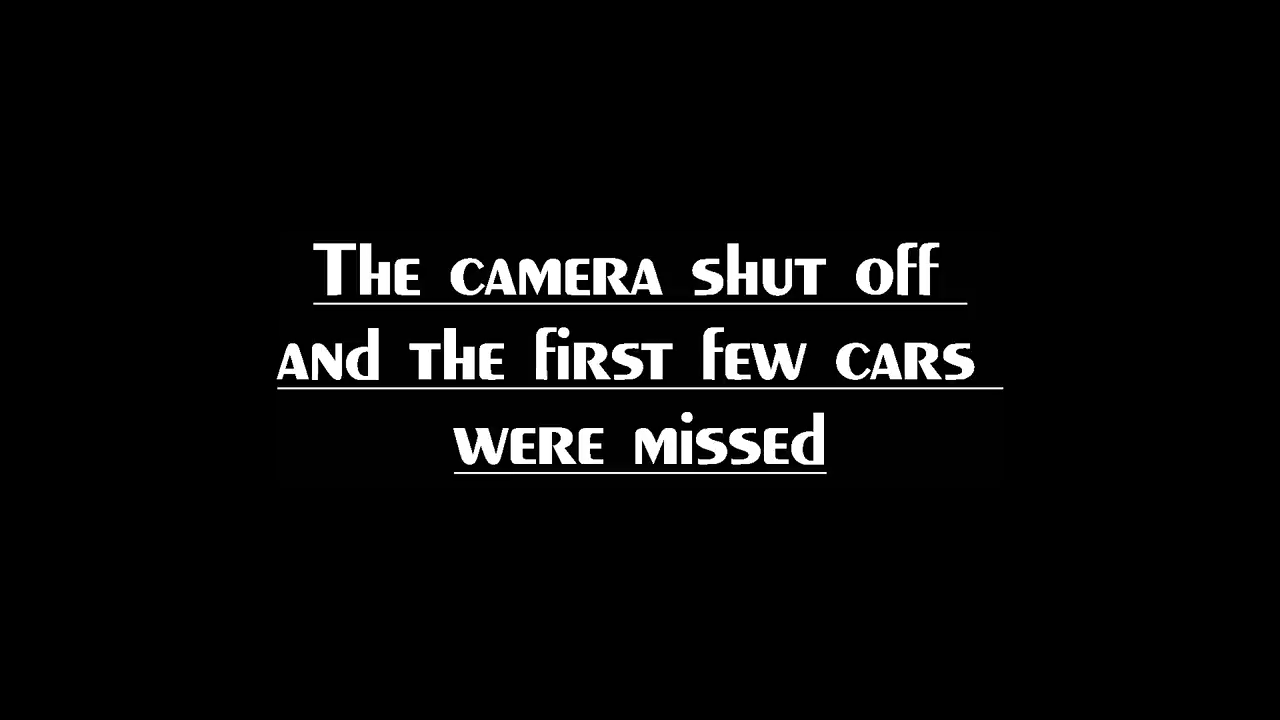 The camera shut off
and the first few cars
were missed